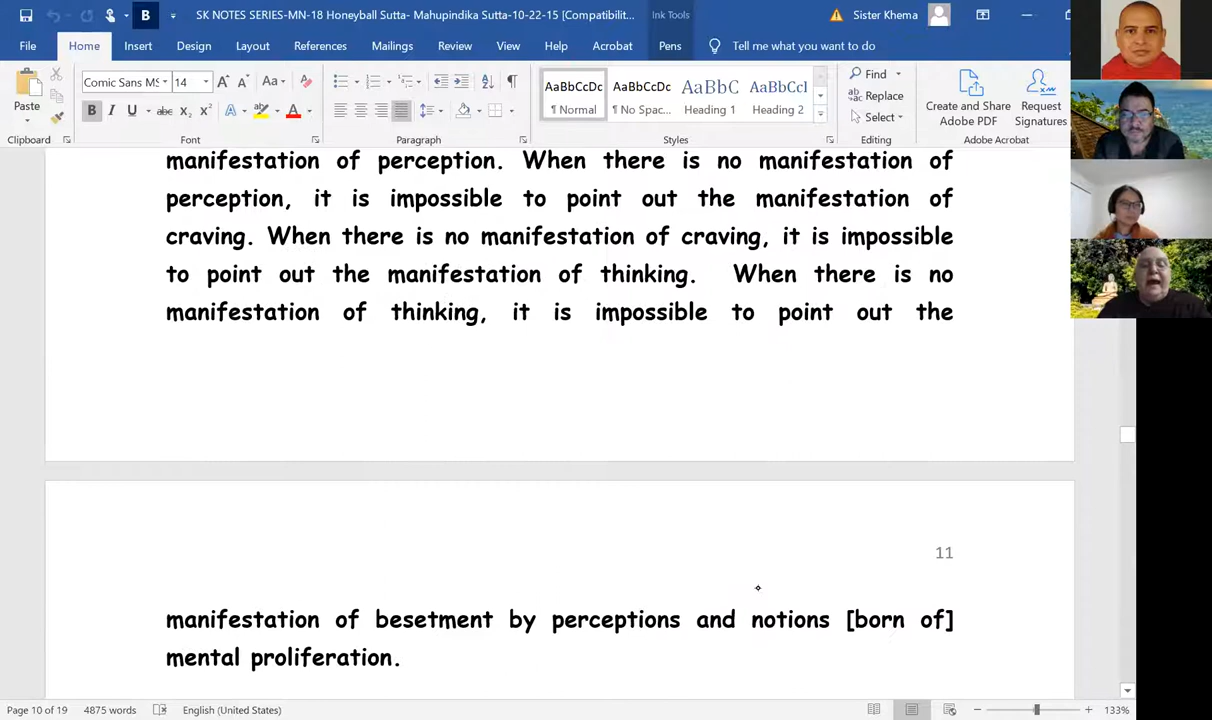 SK NOTES SERIES-MN-18 Honeyball Sutta- Mahupindika Sutta-10-22-15 [Compatibilit...
Ink Tools
Sister Khema
File Home Insert Design Layout References Mailings Review View Help Acrobat Pens Tell me what you want to do
Paste
Comic Sans MS 14
Clipboard
Font
Paragraph
AaBbCcDc AaBbCcDc AaBbC AaBbCcI
¶ Normal ¶ No Spac... Heading 1 Heading 2
Styles
Find
Replace
Select
Editing
Create and Share Adobe PDF
Request Signatures
Adobe Acrobat
manifestation of perception. When there is no manifestation of
perception, it is impossible to point out the manifestation of
craving. When there is no manifestation of craving, it is impossible
to point out the manifestation of thinking. When there is no
manifestation of thinking, it is impossible to point out the
11
manifestation of besetment by perceptions and notions [born of]
mental proliferation.
Page 10 of 19 4875 words English (United States) 133%